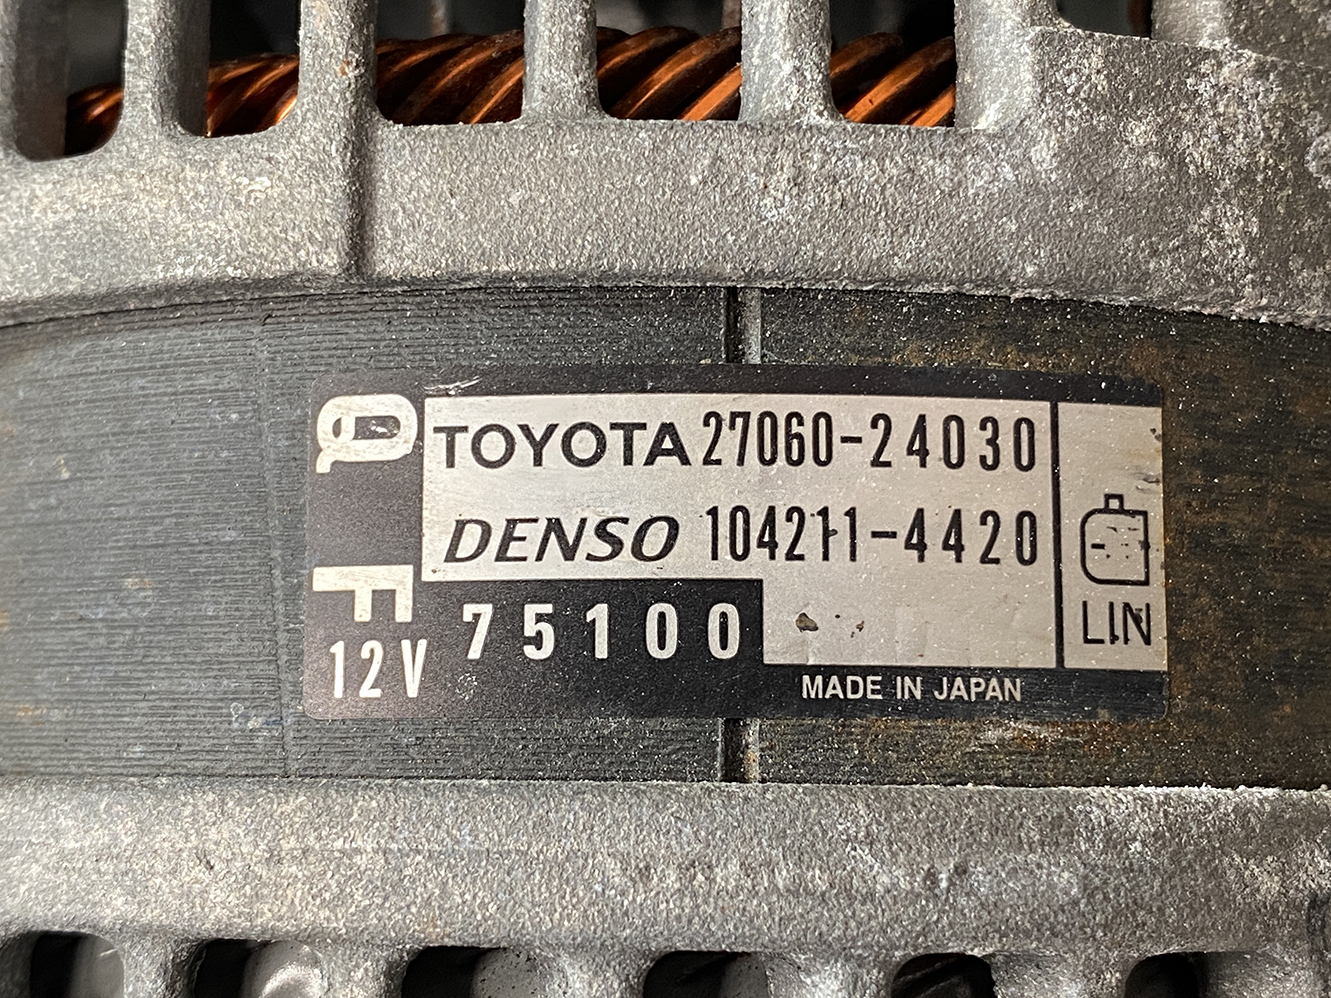 Q TOYOTA 27060-24030
DENSO 104211-4420
F
12V 75100
LIN
MADE IN JAPAN